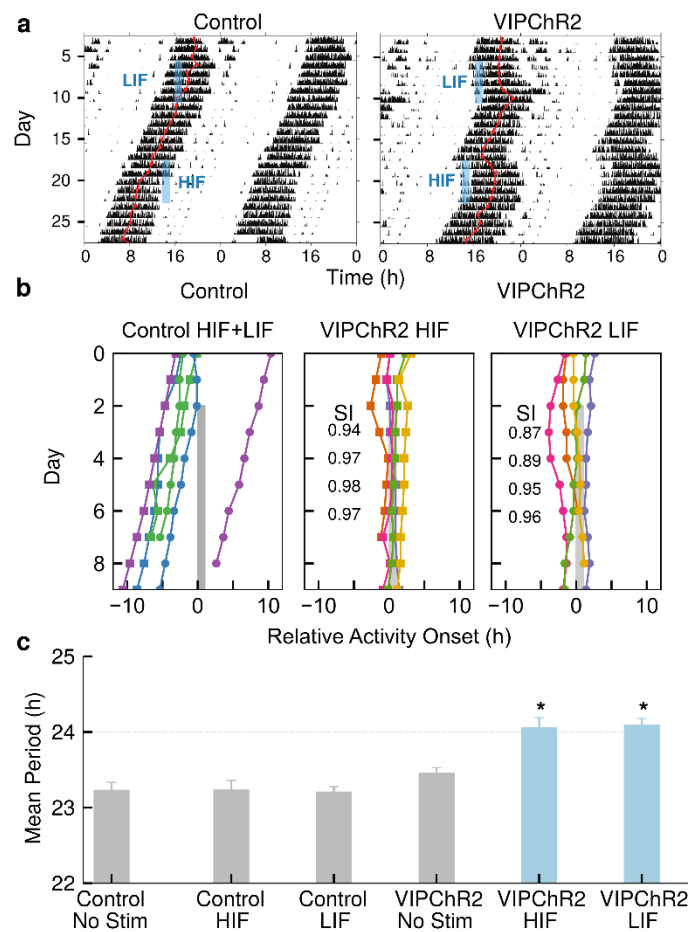 a
Control
VIPChR2
LIF
HIF
LIF
HIF
Day
5
10
15
20
25
0 8 16 0 8 16 0
0 8 16 0 8 16 0
Time (h)
b
Control
VIPChR2
Control HIF+LIF
VIPChR2 HIF
VIPChR2 LIF
Day
0
2
4
6
8
SI
0.94
0.97
0.98
0.97
SI
0.87
0.89
0.95
0.96
−10 0 10
−10 0 10
−10 0 10
Relative Activity Onset (h)
c
Mean Period (h)
25
24
23
22
* *
Control No Stim
Control HIF
Control LIF
VIPChR2 No Stim
VIPChR2 HIF
VIPChR2 LIF